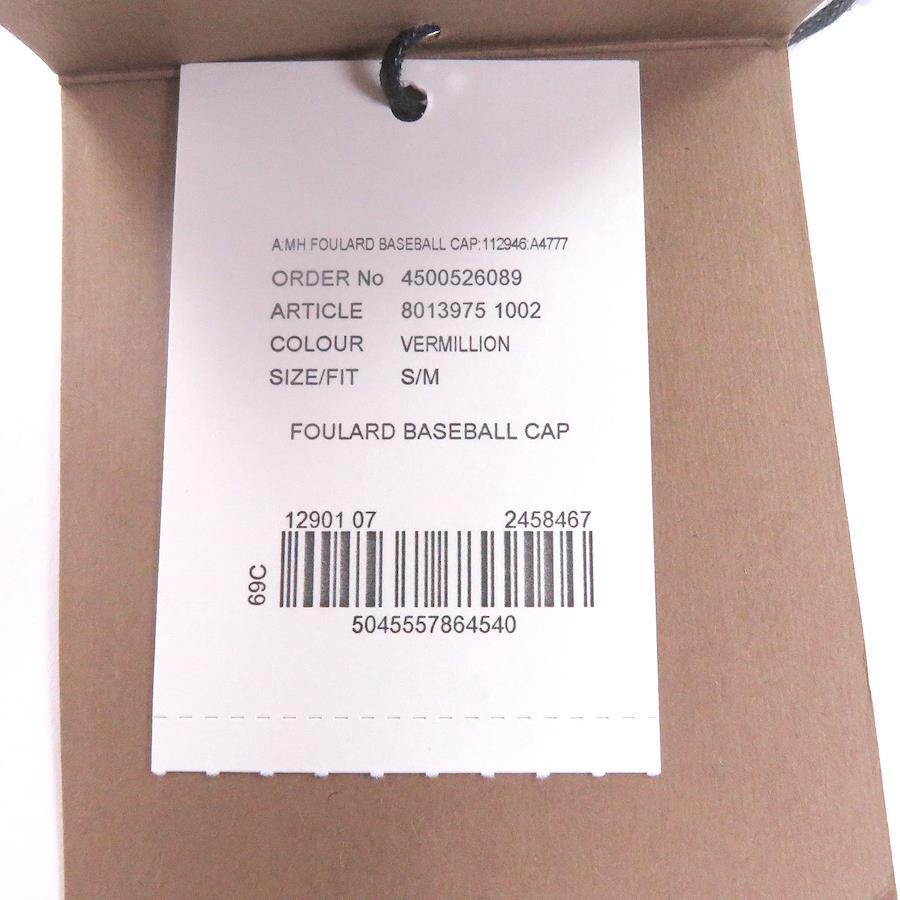 A:MH FOULARD BASEBALL CAP:112946:A4777
ORDER No 4500526089
ARTICLE 8013975 1002
COLOUR VERMILLION
SIZE/FIT S/M
FOULARD BASEBALL CAP
12901 07 2458467
69C
5045557864540